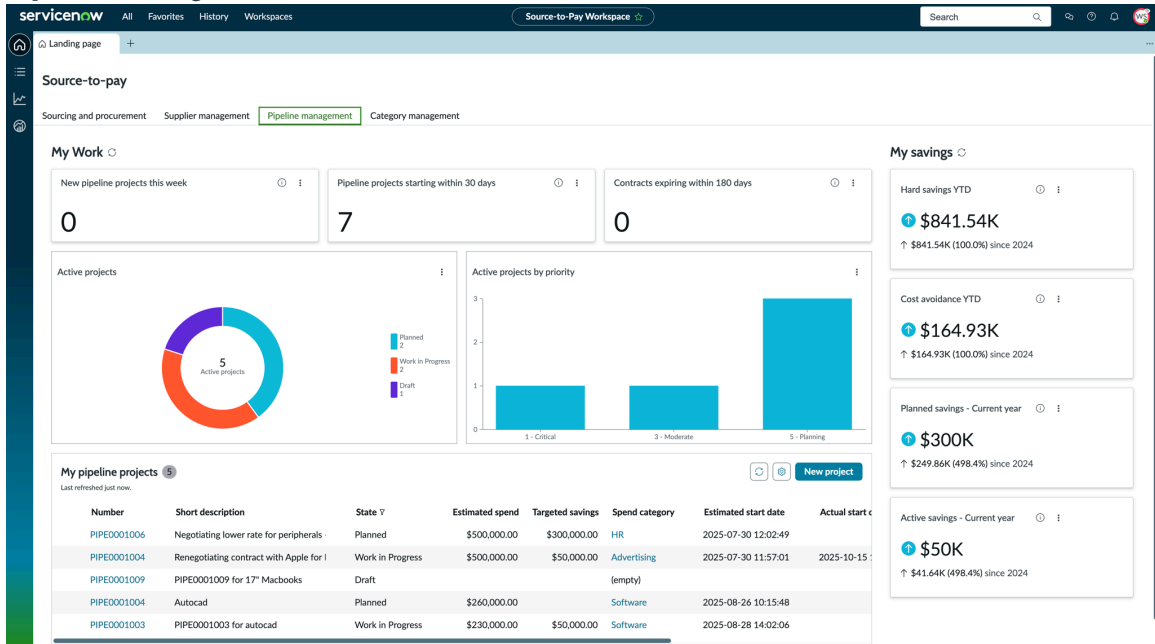 servicenow All Favorites History Workspaces Source-to-Pay Workspace Search WS
Landing page
Source-to-pay
Sourcing and procurement Supplier management Pipeline management Category management
My Work
New pipeline projects this week
0
Pipeline projects starting within 30 days
7
Contracts expiring within 180 days
0
Active projects
5
Active projects
Planned
2
Work in Progress
2
Draft
1
Active projects by priority
3
2
1
0
1 - Critical 3 - Moderate 5 - Planning
My savings
Hard savings YTD
$841.54K
↑ $841.54K (100.0%) since 2024
Cost avoidance YTD
$164.93K
↑ $164.93K (100.0%) since 2024
Planned savings - Current year
$300K
↑ $249.86K (498.4%) since 2024
Active savings - Current year
$50K
↑ $41.64K (498.4%) since 2024
My pipeline projects 5
Last refreshed just now.
New project
Number Short description State Estimated spend Targeted savings Spend category Estimated start date Actual start
PIPE0001006 Negotiating lower rate for peripherals Planned $500,000.00 $300,000.00 HR 2025-07-30 12:02:49
PIPE0001004 Renegotiating contract with Apple for Work in Progress $500,000.00 $50,000.00 Advertising 2025-07-30 11:57:01 2025-10-15
PIPE0001009 PIPE0001009 for 17" Macbooks Draft (empty)
PIPE0001004 Autocad Planned $260,000.00 Software 2025-08-26 10:15:48
PIPE0001003 PIPE0001003 for autocad Work in Progress $230,000.00 $50,000.00 Software 2025-08-28 14:02:06